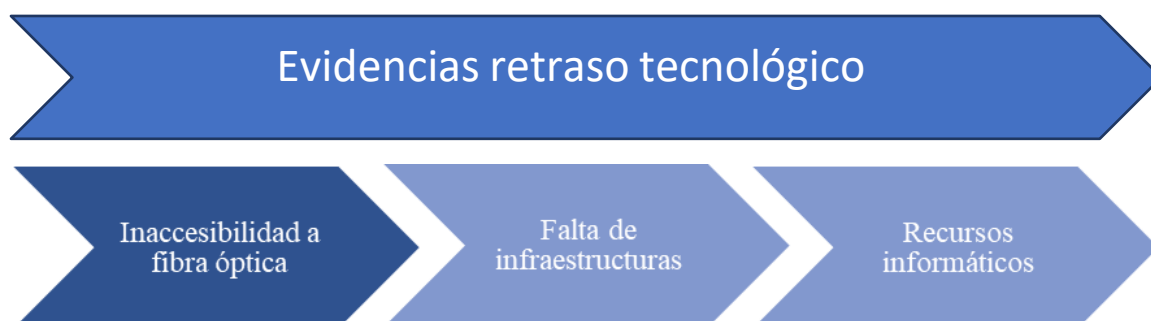 Evidencias retraso tecnológico
Inaccesibilidad a
fibra óptica
Falta de
infraestructuras
Recursos
informáticos